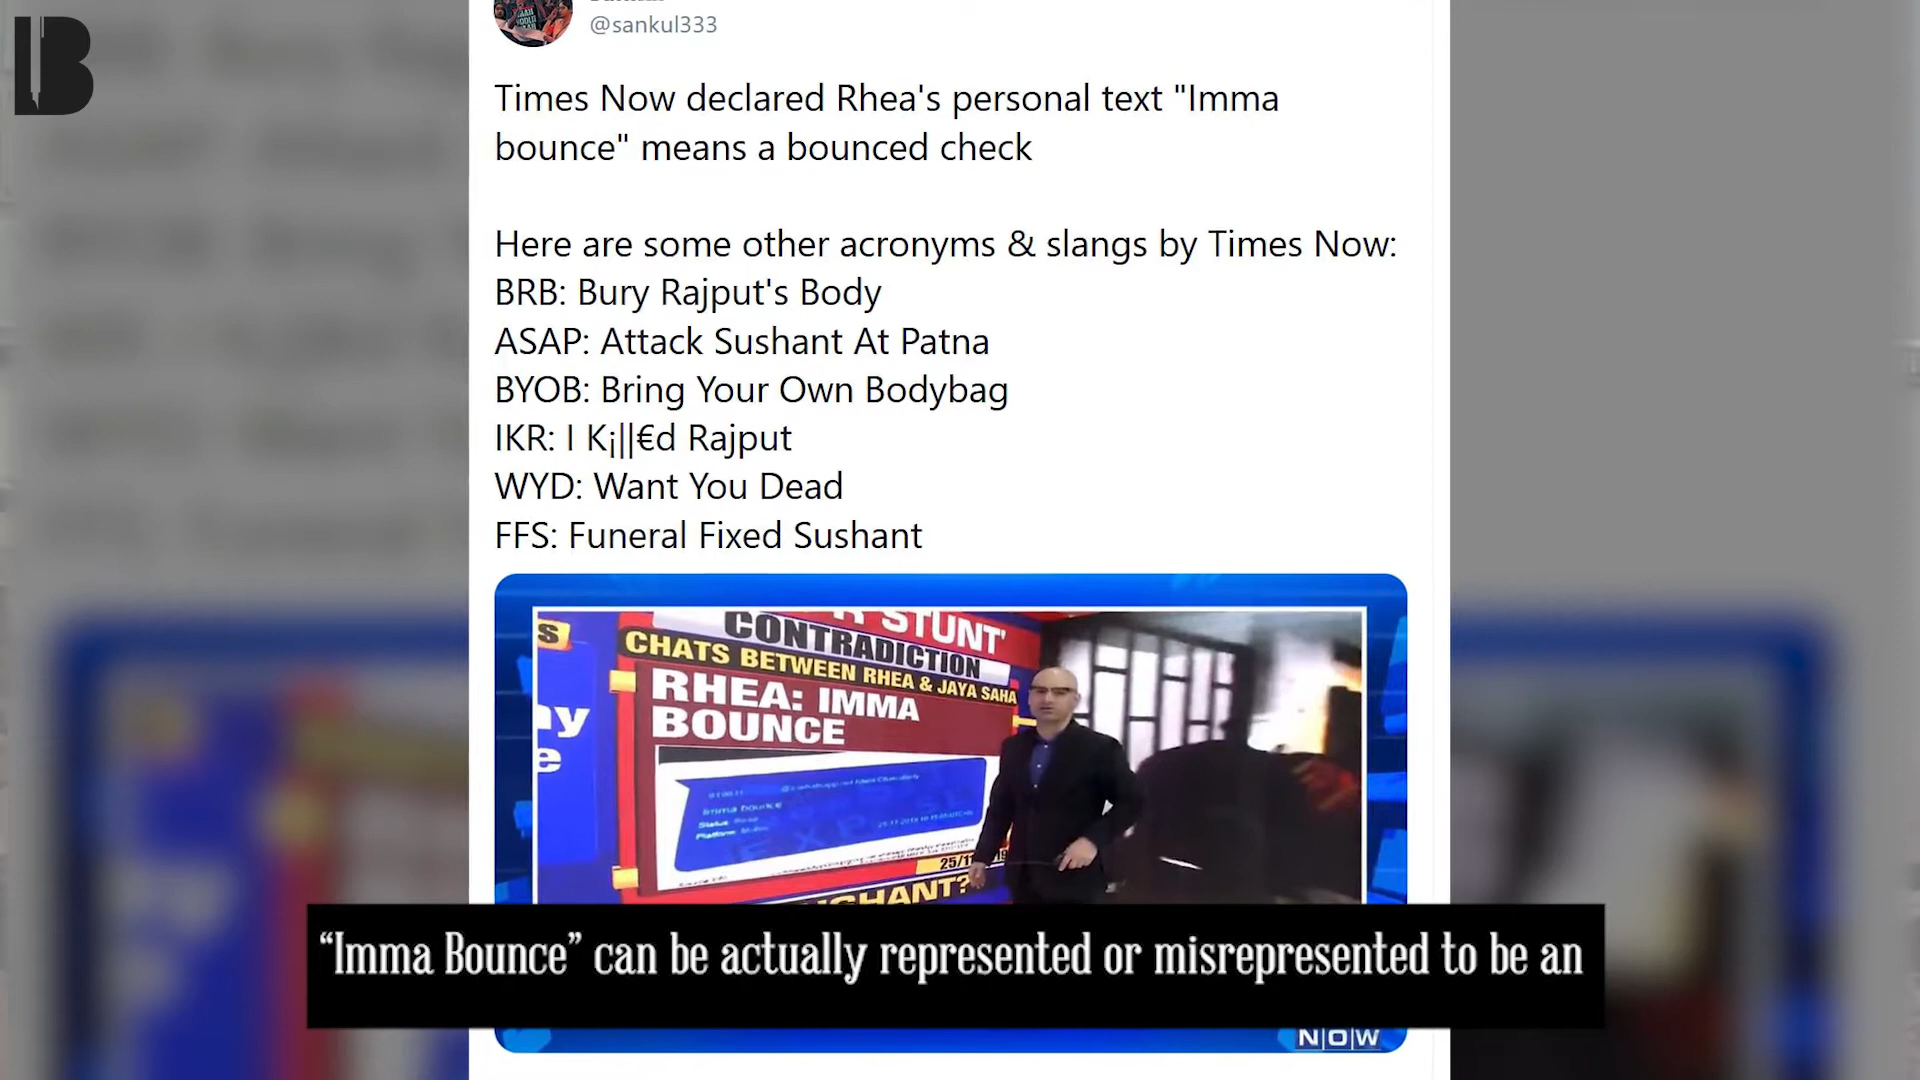 B
@sankul333
Times Now declared Rhea's personal text "Imma
bounce" means a bounced check
Here are some other acronyms & slangs by Times Now:
BRB: Bury Rajput's Body
ASAP: Attack Sushant At Patna
BYOB: Bring Your Own Bodybag
IKR: I K¡||€d Rajput
WYD: Want You Dead
FFS: Funeral Fixed Sushant
STUNT'
CONTRADICTION
CHATS BETWEEN RHEA & JAYA SAHA
RHEA: IMMA
BOUNCE
Imma bounce
“Imma Bounce” can be actually represented or misrepresented to be an
N|O|W